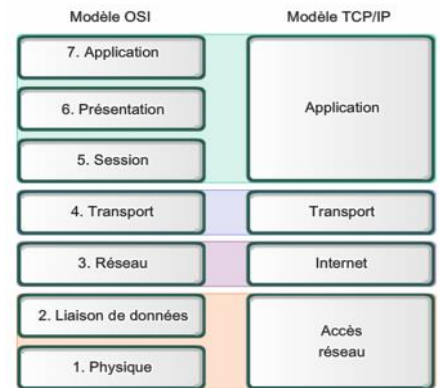 Modèle OSI
Modèle TCP/IP
7. Application
6. Présentation
5. Session
4. Transport
3. Réseau
2. Liaison de données
1. Physique
Application
Transport
Internet
Accès
réseau